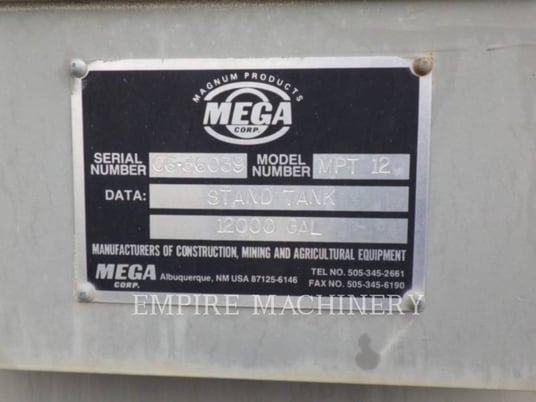 MAGNUM PRODUCTS
MEGA
CORP.
SERIAL NUMBER 06-36039 MODEL NUMBER MPT 12
DATA: STAND TANK
12000 GAL
MANUFACTURERS OF CONSTRUCTION, MINING AND AGRICULTURAL EQUIPMENT
MEGA CORP. Albuquerque, NM USA 87125-6146
TEL NO. 505-345-2661
FAX NO. 505-345-6190
EMPIRE MACHINERY